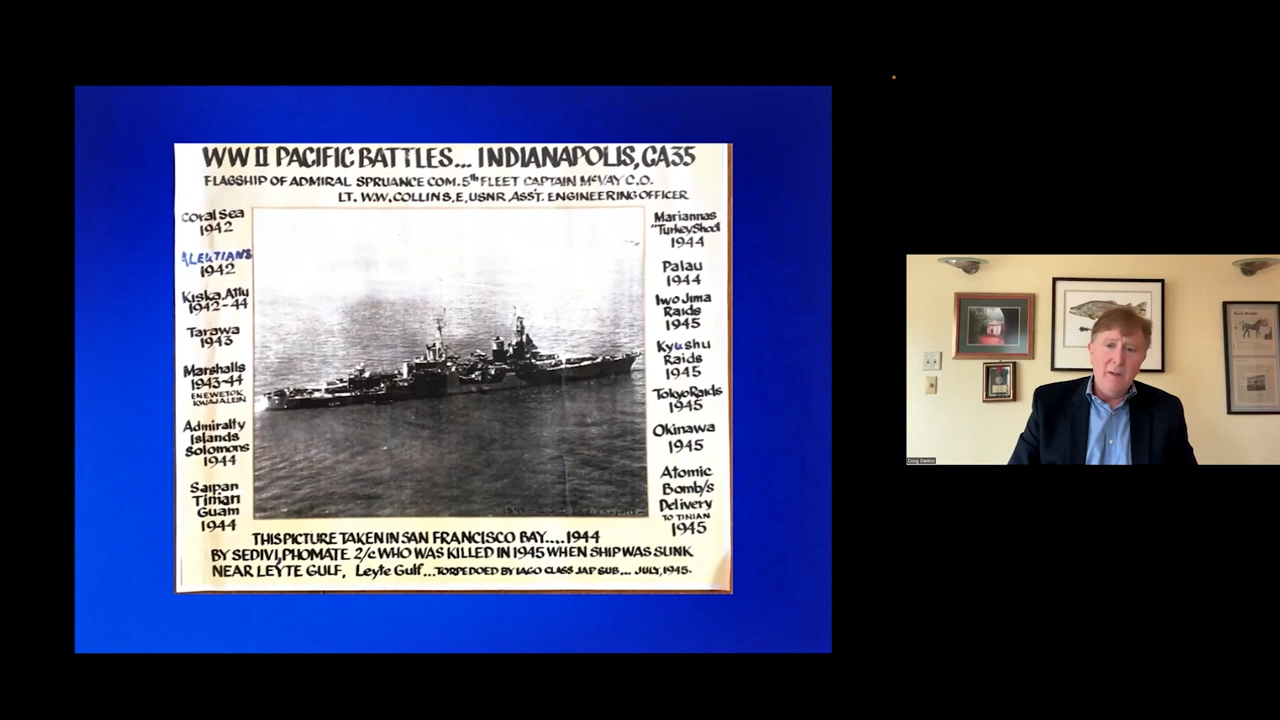 WW II PACIFIC BATTLES... INDIANAPOLIS, CA35
FLAGSHIP OF ADMIRAL SPRUANCE COM. 5th FLEET CAPTAIN McVAY C.O.
LT. W.W. COLLINS, E, USNR, ASS'T. ENGINEERING OFFICER
Coral Sea
1942
ALEUTIANS
1942
Kiska, Attu
1942-44
Tarawa
1943
Marshalls
1943-44
ENEWETOK
KWAJALEIN
Admiralty
Islands
Solomons
1944
Saipan
Tinian
Guam
1944
Mariannas
"Turkey Shoot
1944
Palau
1944
Iwo Jima
Raids
1945
Kyushu
Raids
1945
Tokyo Raids
1945
Okinawa
1945
Atomic
Bomb/s
Delivery
TO TINIAN
1945
THIS PICTURE TAKEN IN SAN FRANCISCO BAY.... 1944
BY SEDIVI, PHOMATE 2/c WHO WAS KILLED IN 1945 WHEN SHIP WAS SUNK
NEAR LEYTE GULF, Leyte Gulf... TORPEDOED BY IAGO CLASS JAP SUB... JULY, 1945.
Doug Stanton